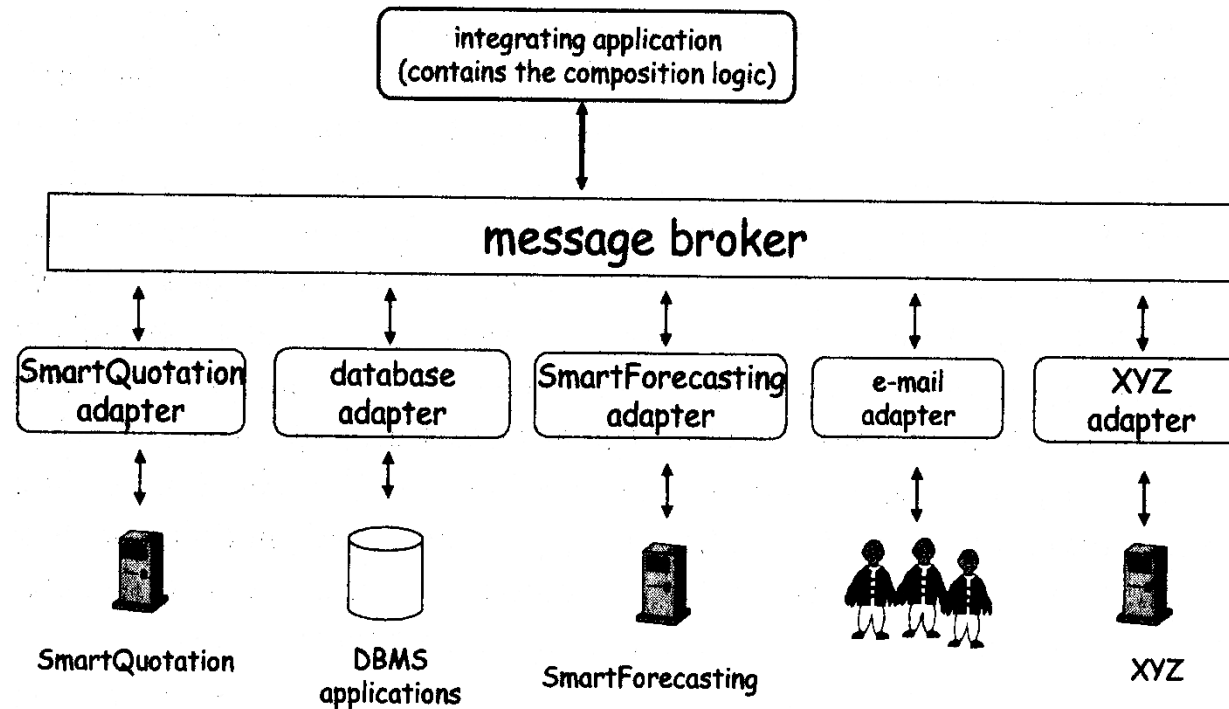 integrating application
(contains the composition logic)
message broker
SmartQuotation
adapter
database
adapter
SmartForecasting
adapter
e-mail
adapter
XYZ
adapter
SmartQuotation
DBMS
applications
SmartForecasting
XYZ